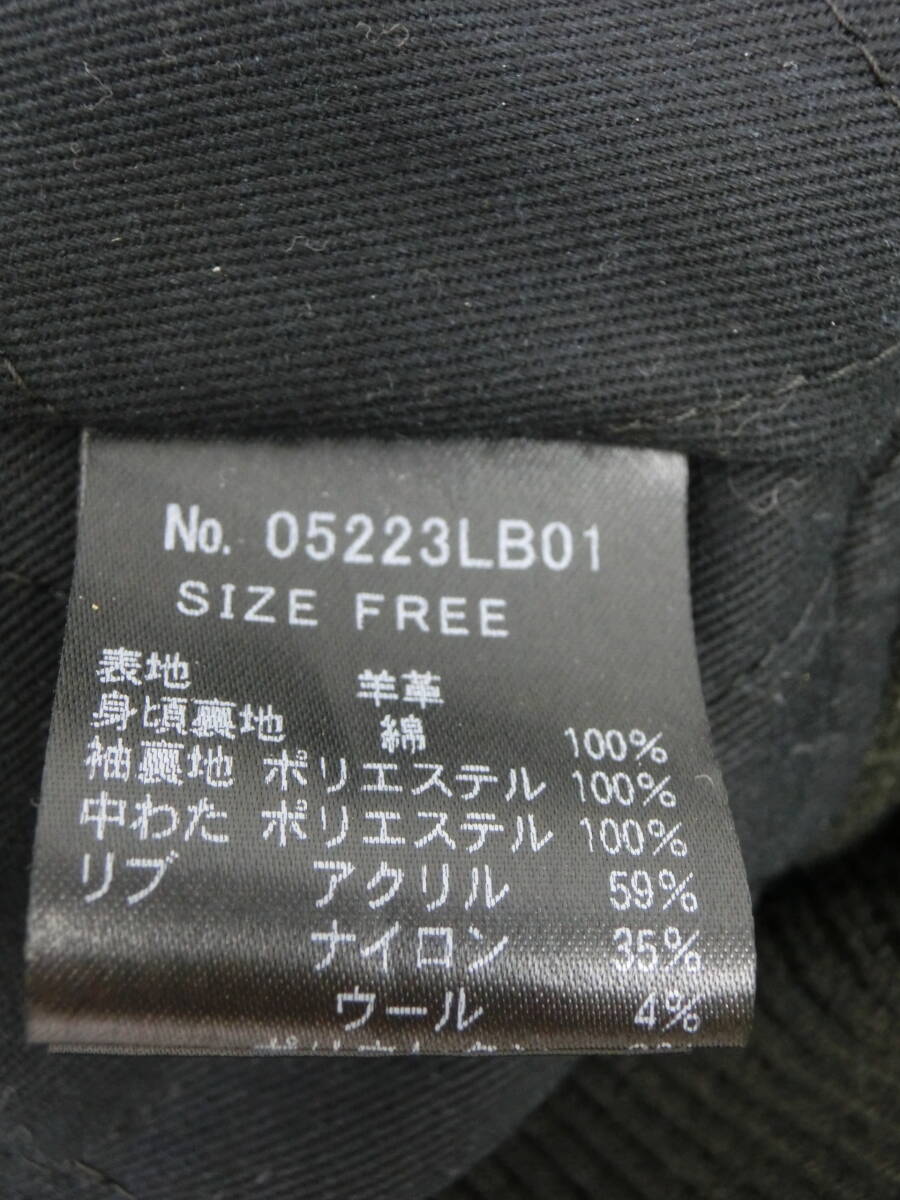 No. 05223LB01
SIZE FREE
表地 羊革
身頃裏地 綿 100%
袖裏地 ポリエステル 100%
中わた ポリエステル 100%
リブ アクリル 59%
ナイロン 35%
ウール 4%